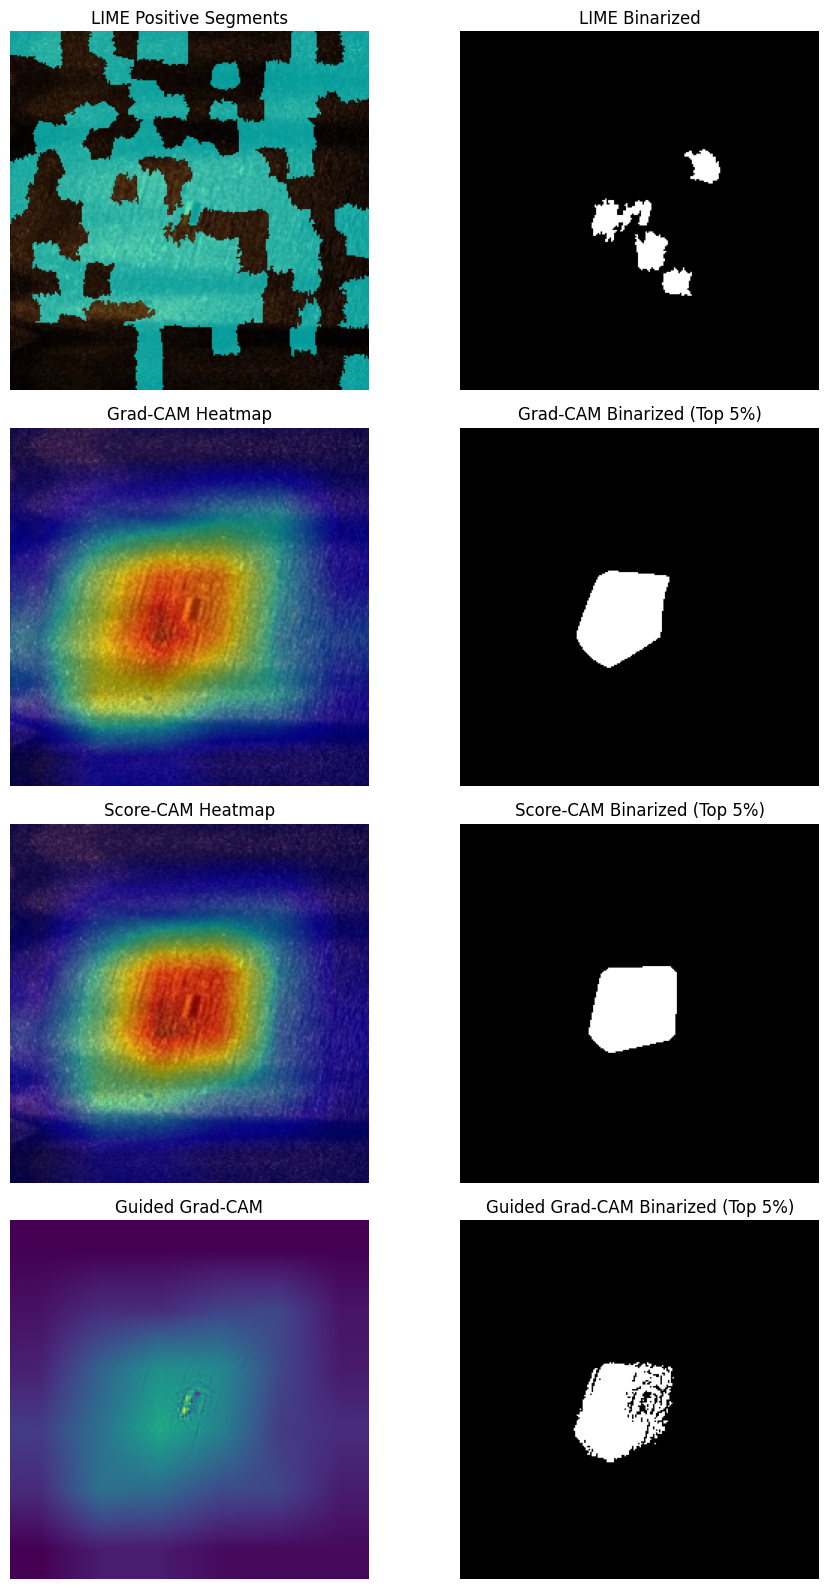 LIME Positive Segments
LIME Binarized
Grad-CAM Heatmap
Grad-CAM Binarized (Top 5%)
Score-CAM Heatmap
Score-CAM Binarized (Top 5%)
Guided Grad-CAM
Guided Grad-CAM Binarized (Top 5%)